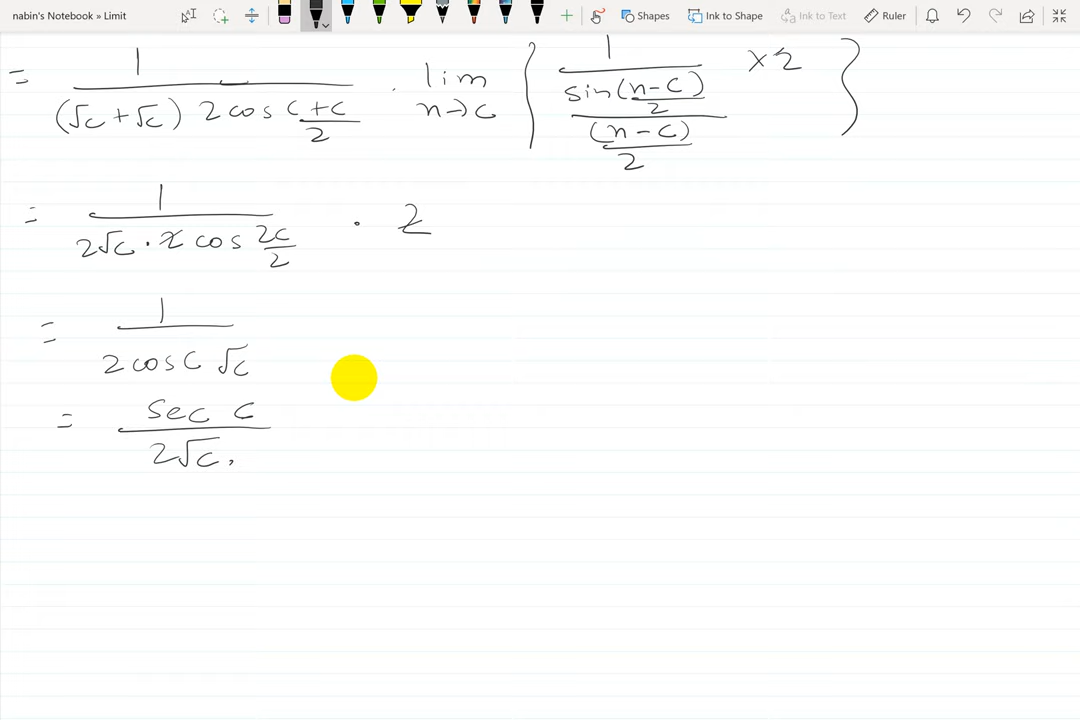 nabin's Notebook » Limit Shapes Ink to Shape Ink to Text Ruler
= 1 / ((√c + √c) 2 cos (c + c)/2) . lim n→c { 1 / (sin (n-c)/2 / (n-c)/2) × 2 }
= 1 / (2√c . 2 cos 2c/2) . 2
= 1 / (2 cos c √c)
= sec c / 2√c.